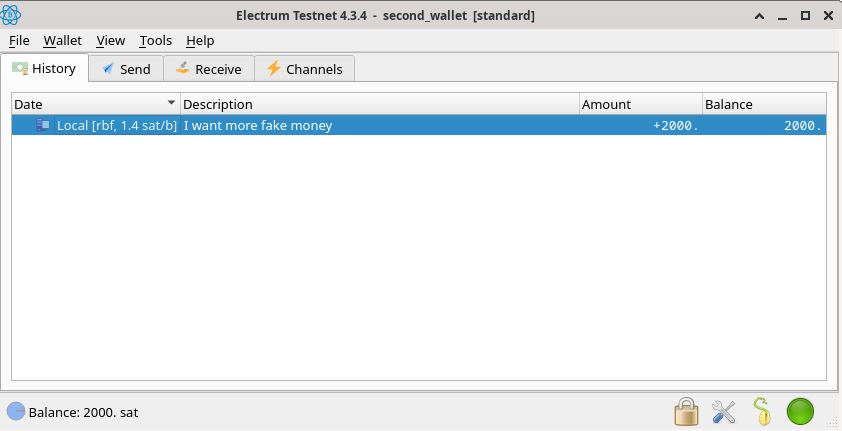 Electrum Testnet 4.3.4 - second_wallet [standard]
File Wallet View Tools Help
History Send Receive Channels
Date Description Amount Balance
Local [rbf, 1.4 sat/b] I want more fake money +2000. 2000.
Balance: 2000. sat